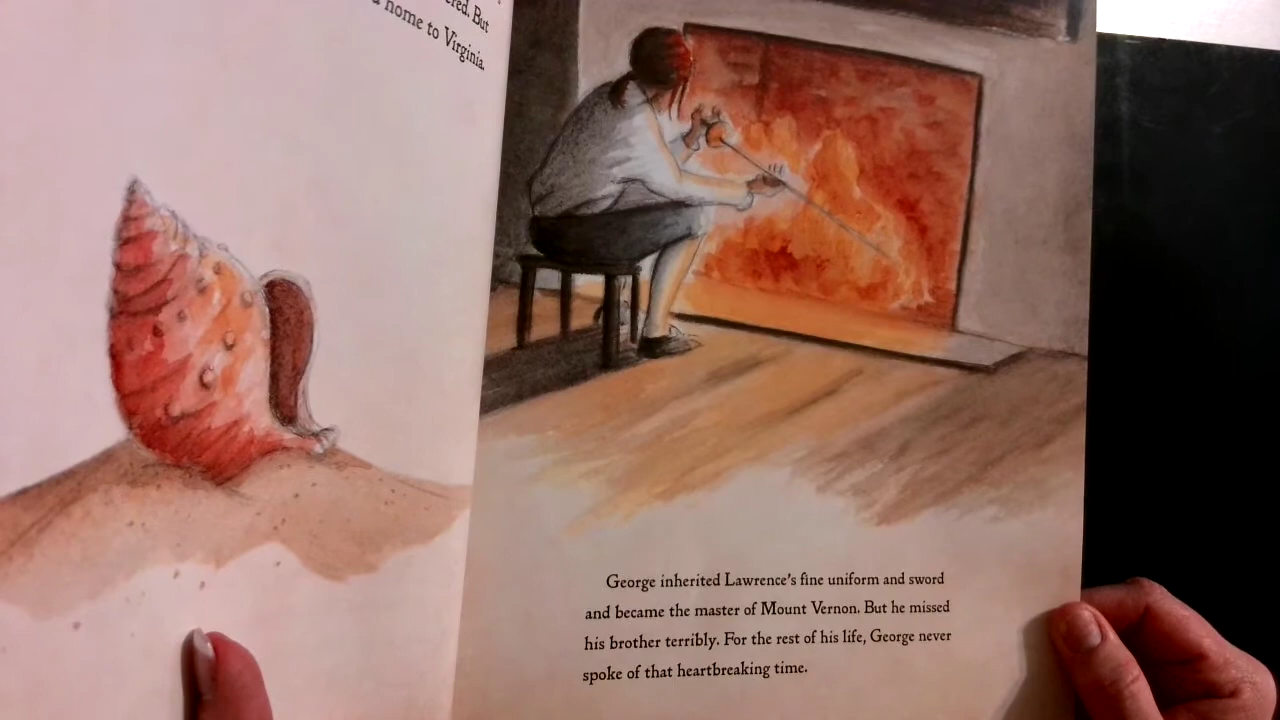 But
home to Virginia.
George inherited Lawrence's fine uniform and sword
and became the master of Mount Vernon. But he missed
his brother terribly. For the rest of his life, George never
spoke of that heartbreaking time.